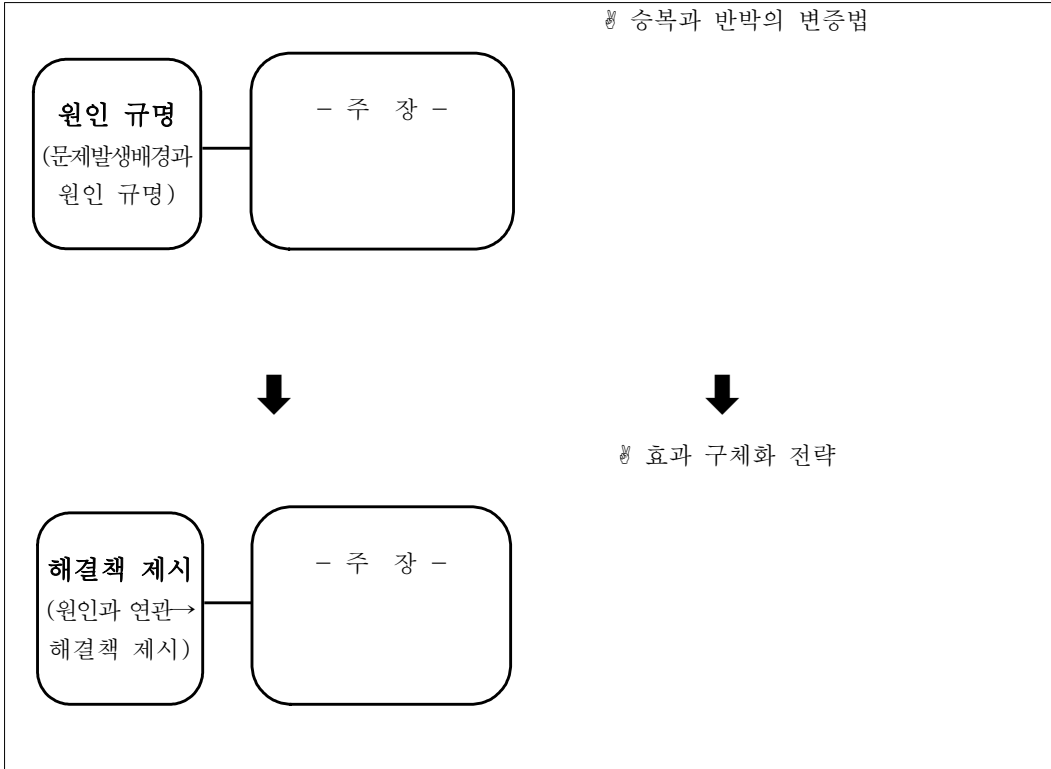 ✌ 승복과 반박의 변증법
원인 규명
(문제발생배경과
원인 규명)
- 주 장 -
✌ 효과 구체화 전략
해결책 제시
(원인과 연관→
해결책 제시)
- 주 장 -